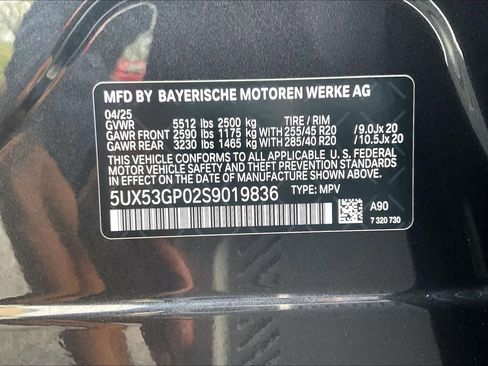 MFD BY BAYERISCHE MOTOREN WERKE AG
04/25
GVWR 5512 lbs 2500 kg TIRE / RIM
GAWR FRONT 2590 lbs 1175 kg WITH 255/45 R20 /9.0Jx 20
GAWR REAR 3230 lbs 1465 kg WITH 285/40 R20 /10.5Jx 20
THIS VEHICLE CONFORMS TO ALL APPLICABLE U. S. FEDERAL
MOTOR VEHICLE SAFETY AND THEFT PREVENTION STANDARDS
IN EFFECT ON THE DATE OF MANUFACTURE SHOWN ABOVE.
5UX53GP02S9019836 TYPE: MPV
A90
7 320 730